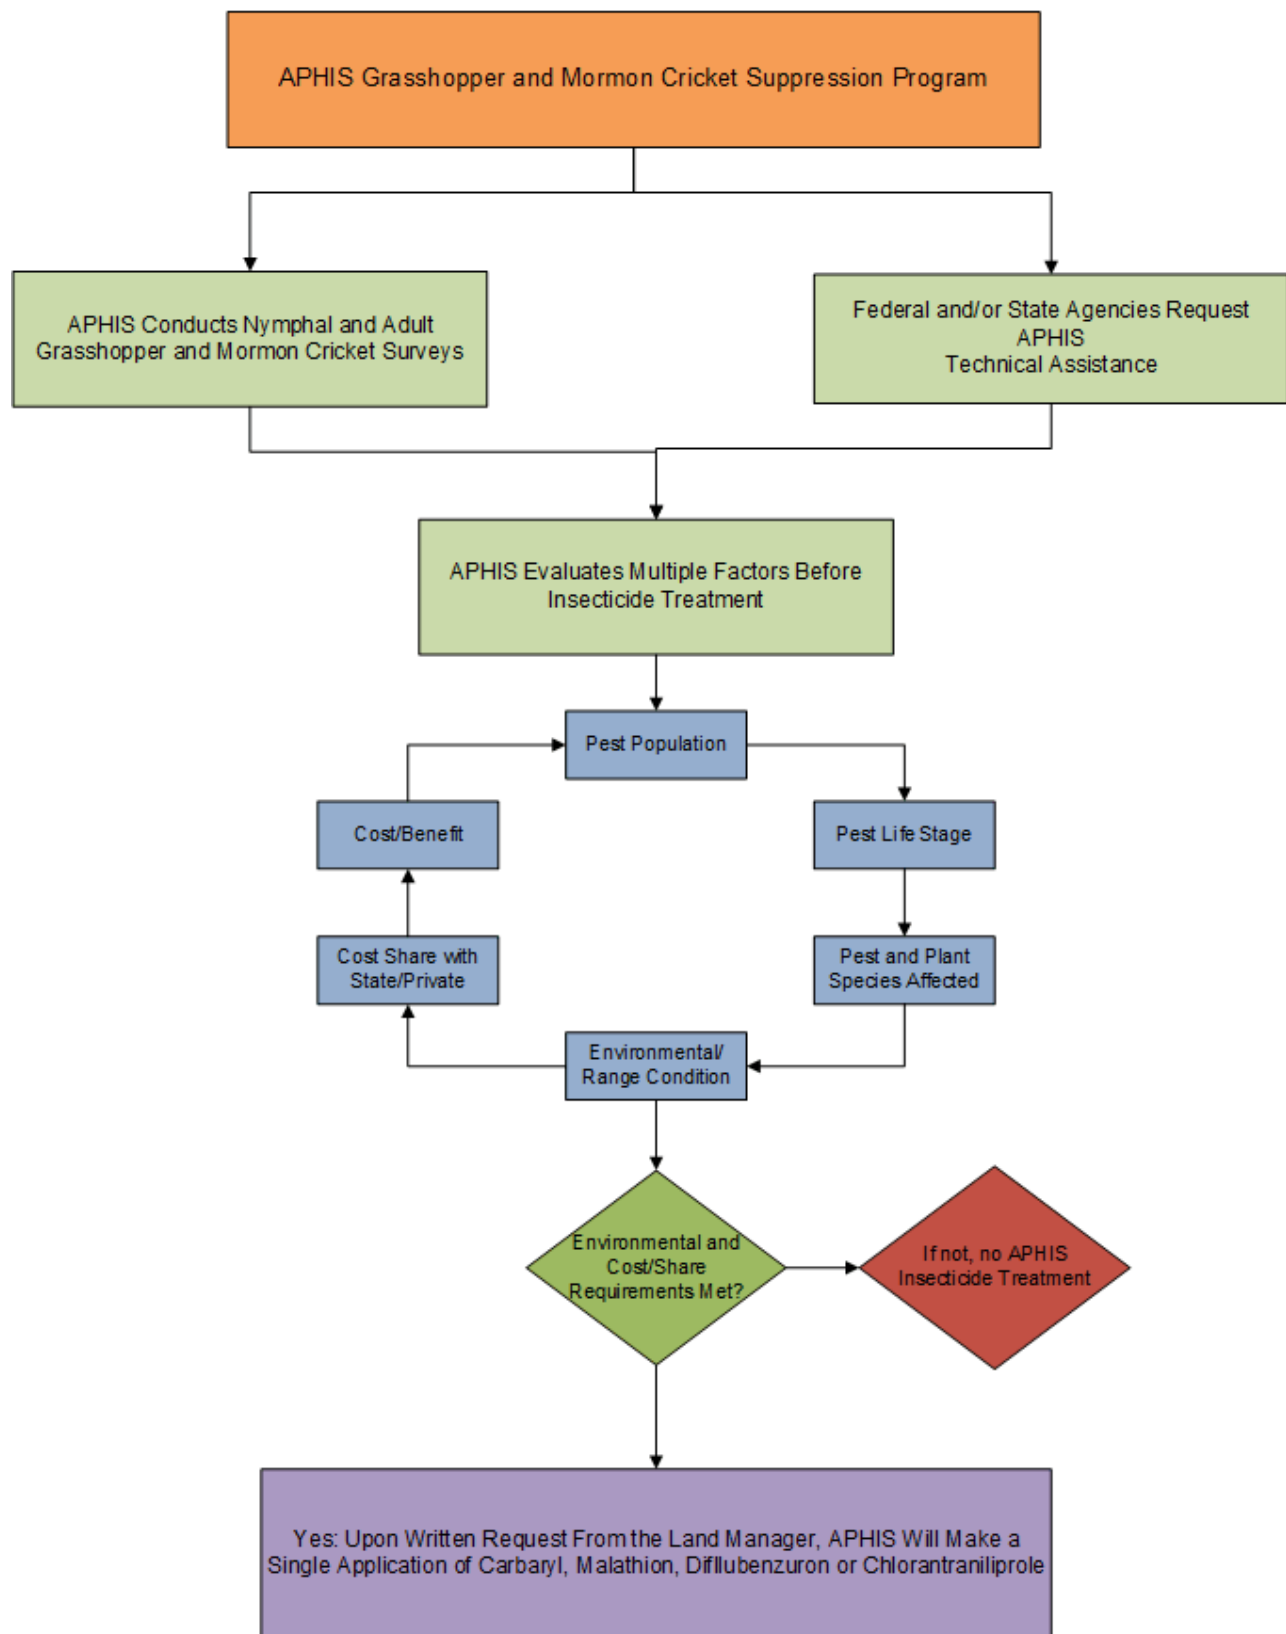 APHIS Grasshopper and Mormon Cricket Suppression Program
APHIS Conducts Nymphal and Adult
Grasshopper and Mormon Cricket Surveys
Federal and/or State Agencies Request
APHIS
Technical Assistance
APHIS Evaluates Multiple Factors Before
Insecticide Treatment
Pest Population
Cost/Benefit
Pest Life Stage
Cost Share with
State/Private
Pest and Plant
Species Affected
Environmental/
Range Condition
Environmental and
Cost/Share
Requirements Met?
If not, no APHIS
Insecticide Treatment
Yes: Upon Written Request From the Land Manager, APHIS Will Make a
Single Application of Carbaryl, Malathion, Difllubenzuron or Chlorantraniliprole